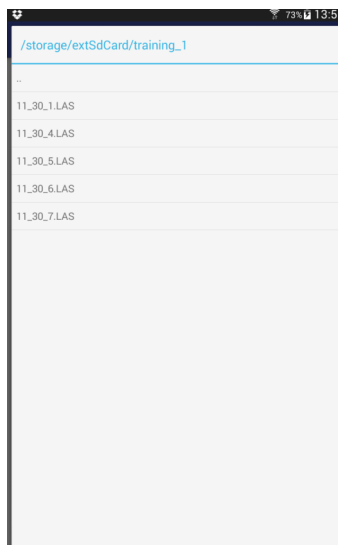 73% 13:5
/storage/extSdCard/training_1
..
11_30_1.LAS
11_30_4.LAS
11_30_5.LAS
11_30_6.LAS
11_30_7.LAS